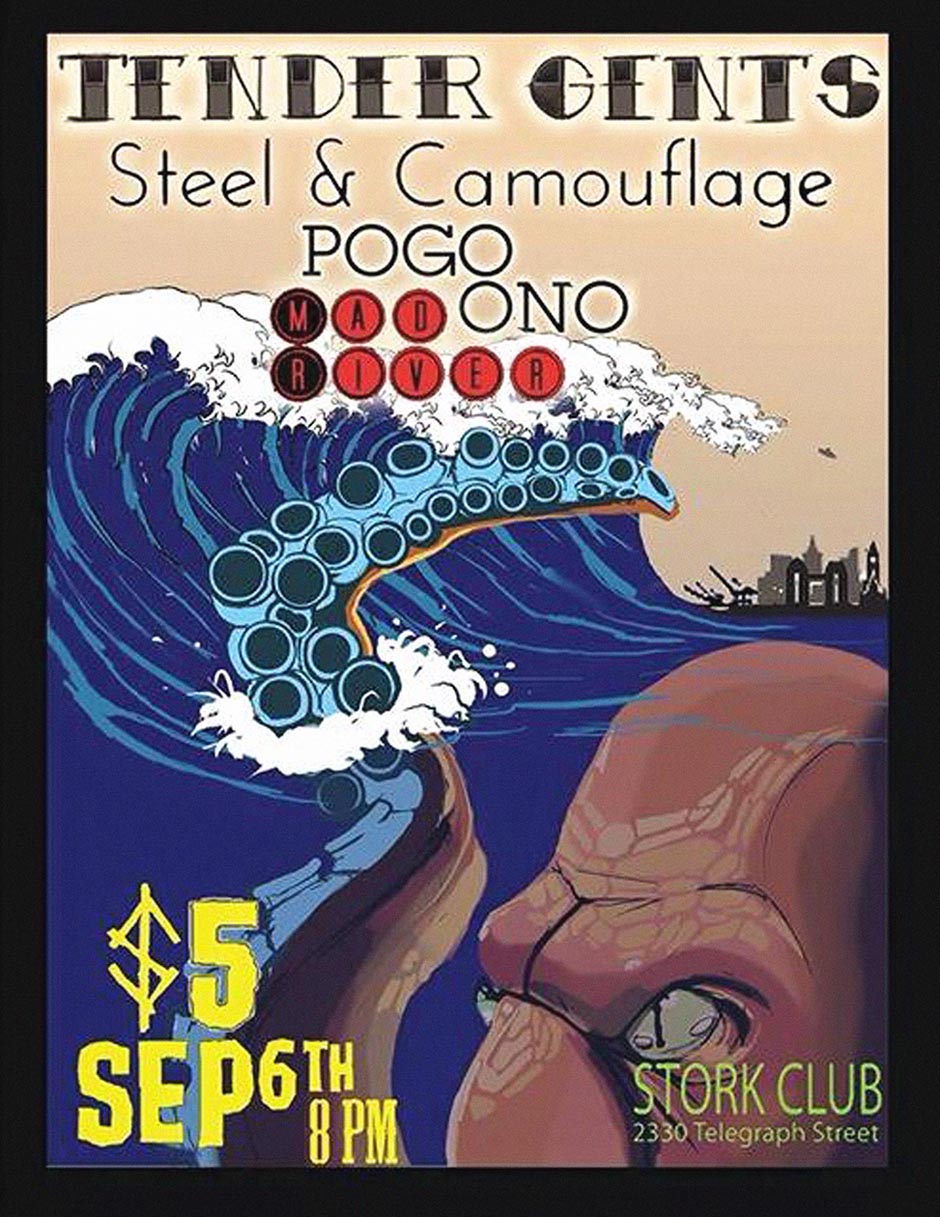 TENDER GENTS
Steel & Camouflage
POGO
ONO
MAD
RIVER
$5
SEP 6TH
8 PM
STORK CLUB
2330 Telegraph Street